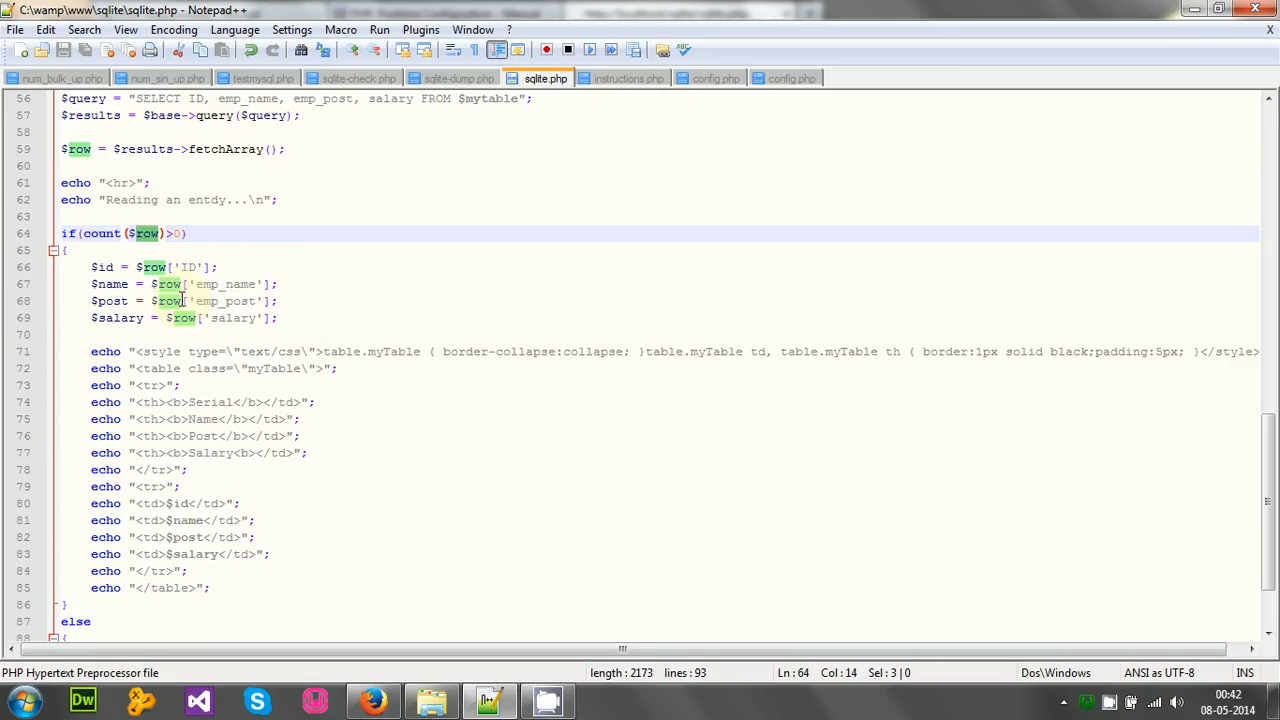 C:\wamp\www\sqlite\sqlite.php - Notepad++
File Edit Search View Encoding Language Settings Macro Run Plugins Window ? X
num_bulk_up.php num_sin_up.php testmysql.php sqlite-check.php sqlite-dump.php sqlite.php instructions.php config.php config.php
56 $query = "SELECT ID, emp_name, emp_post, salary FROM $mytable";
57 $results = $base->query($query);
58
59 $row = $results->fetchArray();
60
61 echo "<hr>";
62 echo "Reading an entdy...\n";
63
64 if(count($row)>0)
65 {
66 $id = $row['ID'];
67 $name = $row['emp_name'];
68 $post = $row['emp_post'];
69 $salary = $row['salary'];
70
71 echo "<style type=\"text/css\">table.myTable { border-collapse:collapse; }table.myTable td, table.myTable th { border:1px solid black;padding:5px; }</style>
72 echo "<table class=\"myTable\">";
73 echo "<tr>";
74 echo "<th><b>Serial</b></td>";
75 echo "<th><b>Name</b></td>";
76 echo "<th><b>Post</b></td>";
77 echo "<th><b>Salary<b></td>";
78 echo "</tr>";
79 echo "<tr>";
80 echo "<td>$id</td>";
81 echo "<td>$name</td>";
82 echo "<td>$post</td>";
83 echo "<td>$salary</td>";
84 echo "</tr>";
85 echo "</table>";
86 }
87 else
88 {
PHP Hypertext Preprocessor file length : 2173 lines : 93 Ln : 64 Col : 14 Sel : 3 | 0 Dos\Windows ANSI as UTF-8 INS
Dw
00:42
08-05-2014